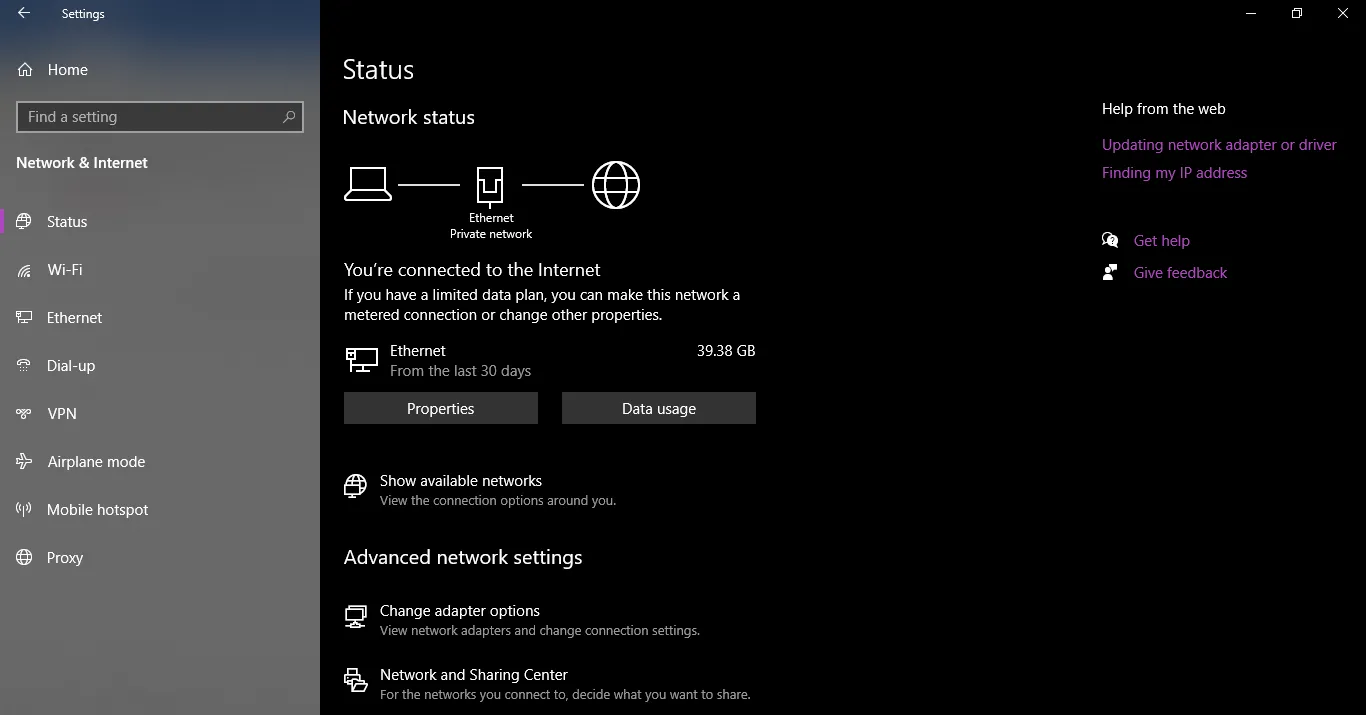 Settings
Home
Find a setting
Network & Internet
Status
Wi-Fi
Ethernet
Dial-up
VPN
Airplane mode
Mobile hotspot
Proxy
Status
Network status
Ethernet
Private network
You're connected to the Internet
If you have a limited data plan, you can make this network a
metered connection or change other properties.
Ethernet 39.38 GB
From the last 30 days
Properties Data usage
Show available networks
View the connection options around you.
Advanced network settings
Change adapter options
View network adapters and change connection settings.
Network and Sharing Center
For the networks you connect to, decide what you want to share.
Help from the web
Updating network adapter or driver
Finding my IP address
Get help
Give feedback